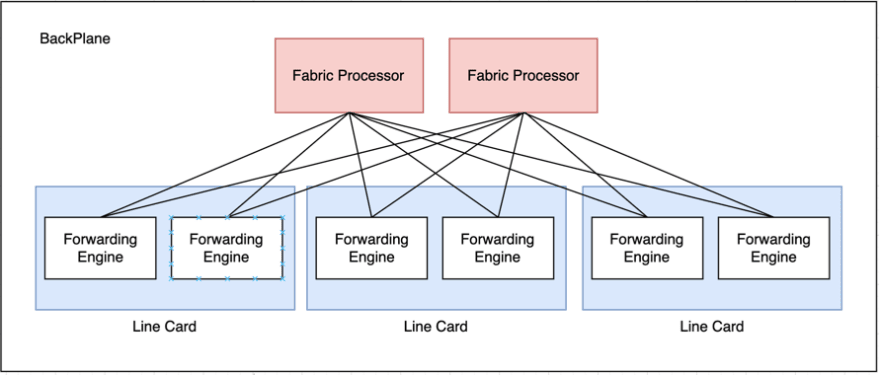 BackPlane
Fabric Processor
Fabric Processor
Forwarding
Engine
Forwarding
Engine
Forwarding
Engine
Forwarding
Engine
Forwarding
Engine
Forwarding
Engine
Line Card
Line Card
Line Card